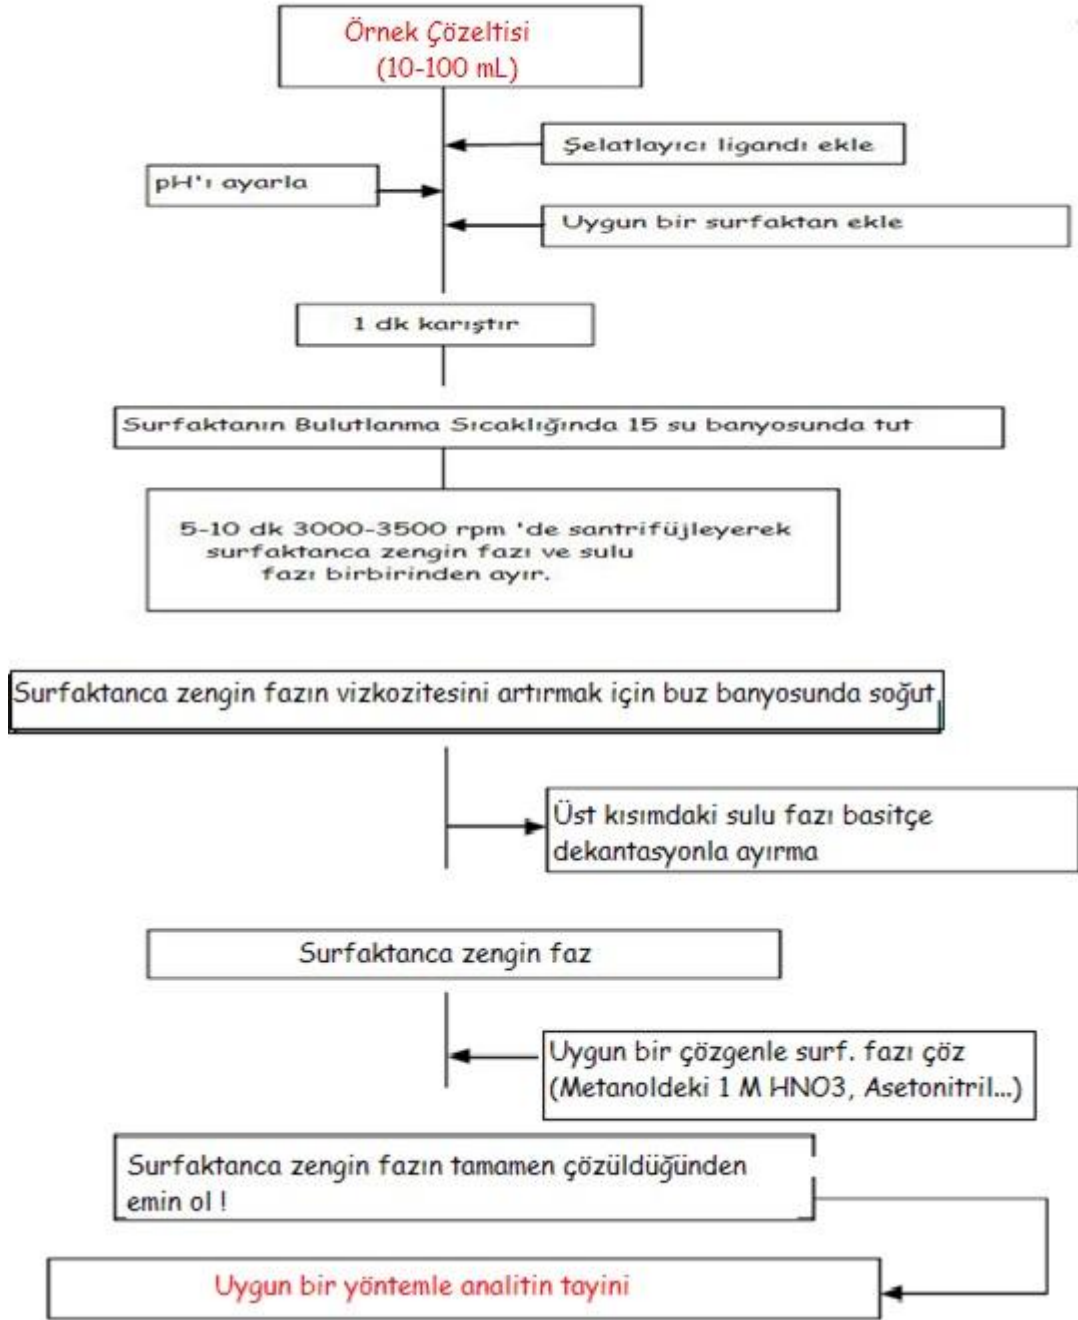 Örnek Çözeltisi
(10-100 mL)
Şelatlayıcı ligandı ekle
pH'ı ayarla
Uygun bir surfaktan ekle
1 dk karıştır
Surfaktanın Bulutlanma Sıcaklığında 15 su banyosunda tut
5-10 dk 3000-3500 rpm 'de santrifüjleyerek
surfaktanca zengin fazı ve sulu
fazı birbirinden ayır.
Surfaktanca zengin fazın vizkozitesini artırmak için buz banyosunda soğut
Üst kısımdaki sulu fazı basitçe
dekantasyonla ayırma
Surfaktanca zengin faz
Uygun bir çözgenle surf. fazı çöz
(Metanoldeki 1 M HNO3, Asetonitril...)
Surfaktanca zengin fazın tamamen çözüldüğünden
emin ol !
Uygun bir yöntemle analitin tayini